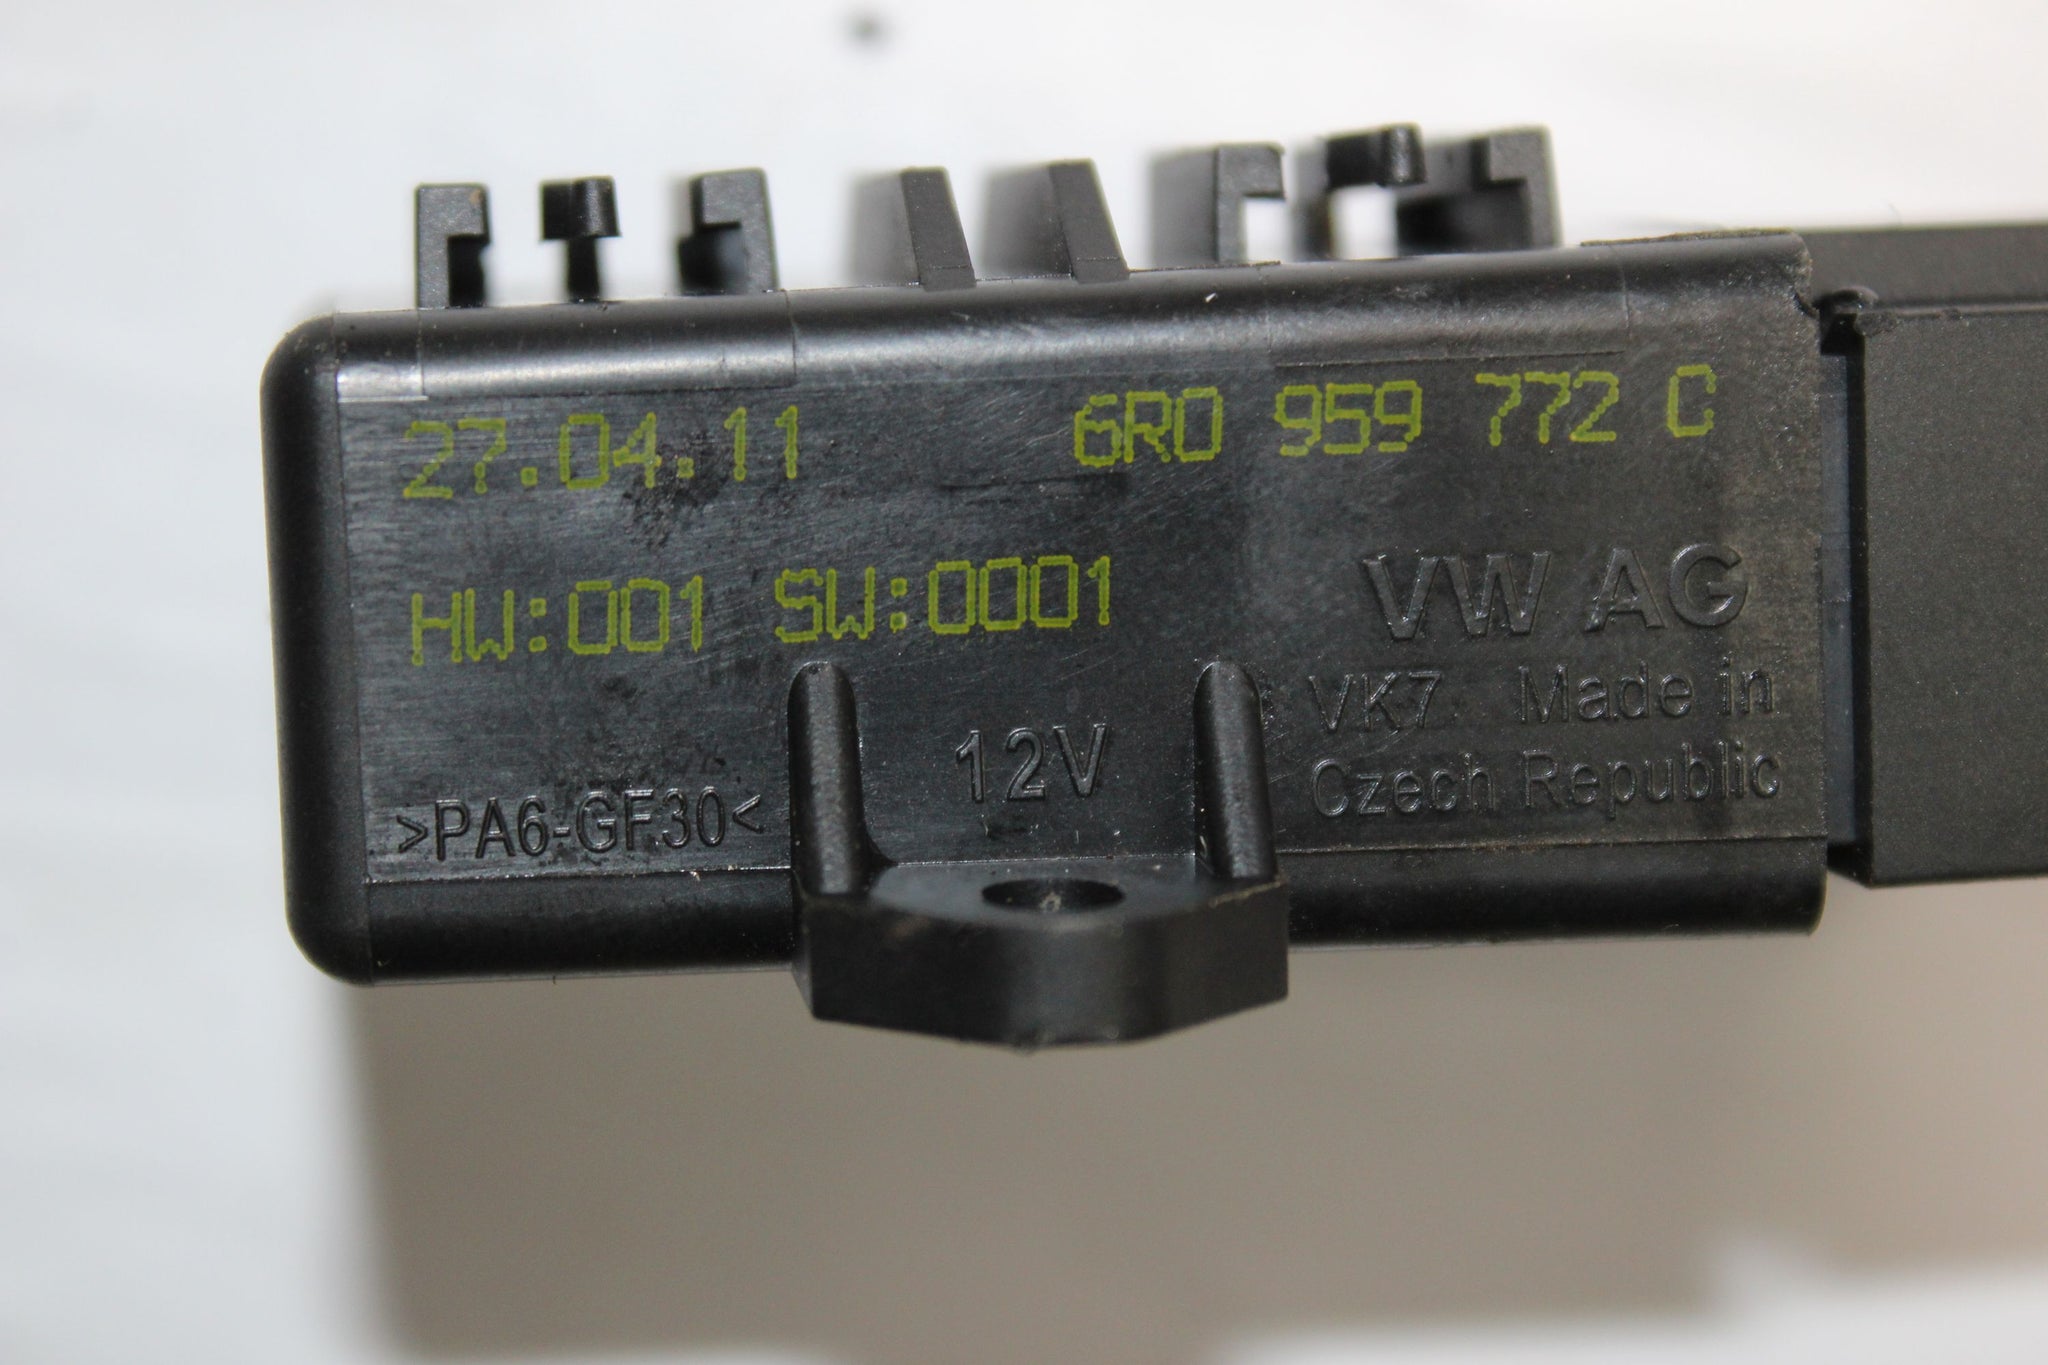 27.04.11 6R0 959 772 C
HW:001 SW:0001
VW AG
VK7 Made in
Czech Republic
12V
>PA6-GF30<